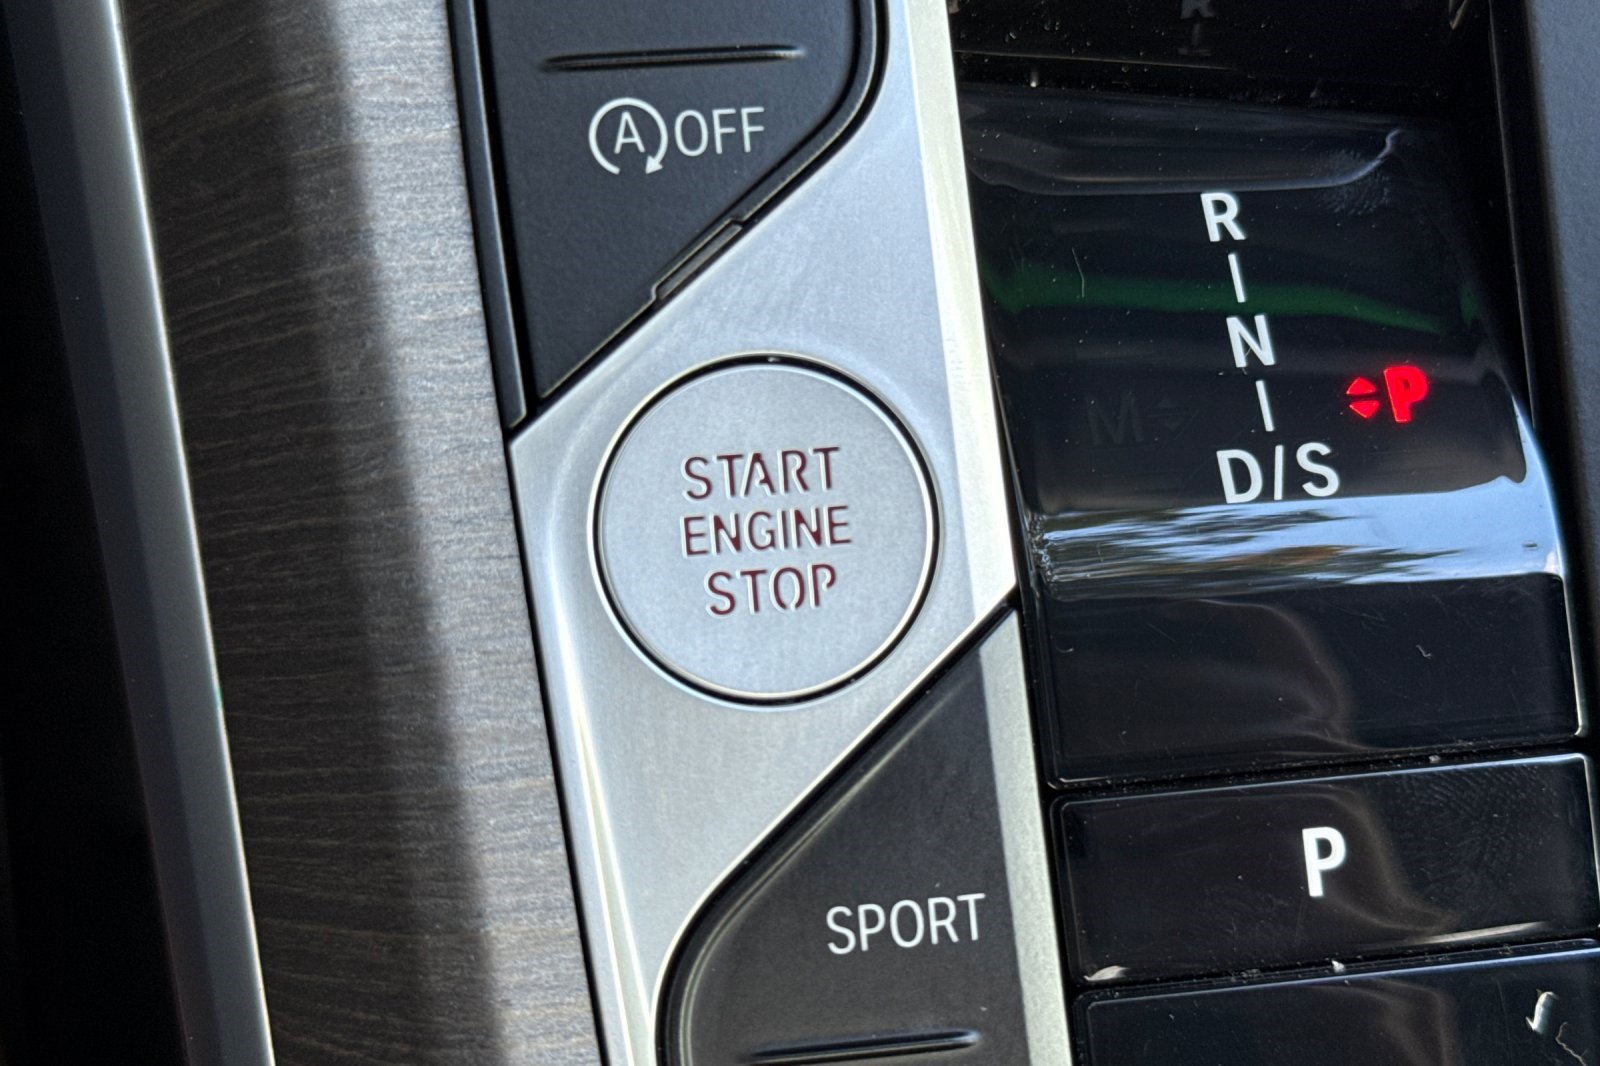 A OFF
START
ENGINE
STOP
SPORT
R
N
D/S
M
P
P